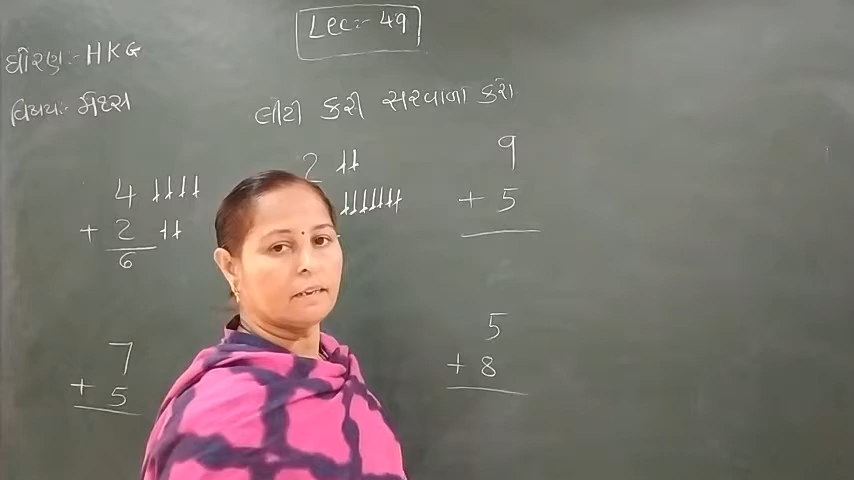 Lec:- 49
ધોરણ:- HKG
વિષય:- મેથ્સ
લીટી કરી સરવાળા કરો
4
+ 2
6
2
9
+ 5
7
+ 5
5
+ 8